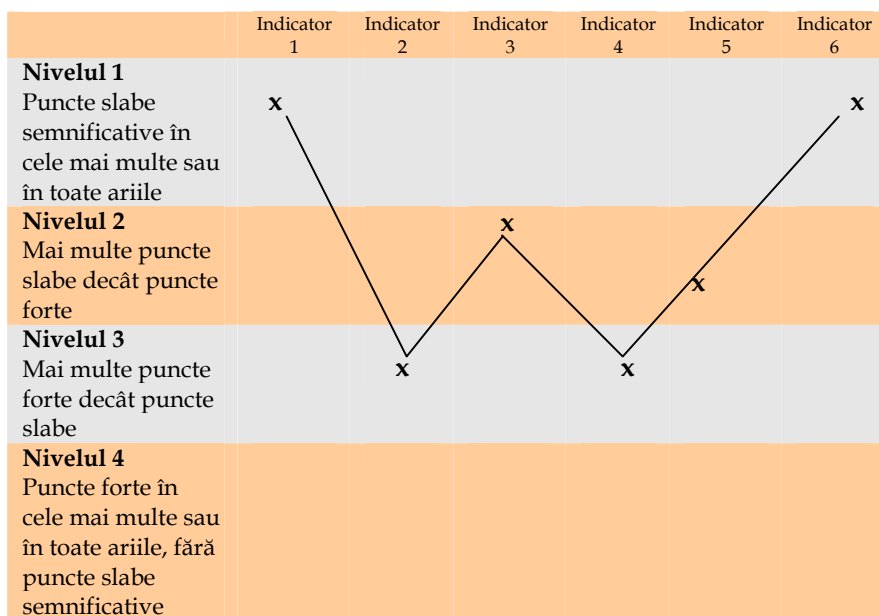 Indicator 1 Indicator 2 Indicator 3 Indicator 4 Indicator 5 Indicator 6
Nivelul 1
Puncte slabe
semnificative în
cele mai multe sau
în toate ariile
x x
Nivelul 2
Mai multe puncte
slabe decât puncte
forte
x
x
Nivelul 3
Mai multe puncte
forte decât puncte
slabe
x x
Nivelul 4
Puncte forte în
cele mai multe sau
în toate ariile, fără
puncte slabe
semnificative